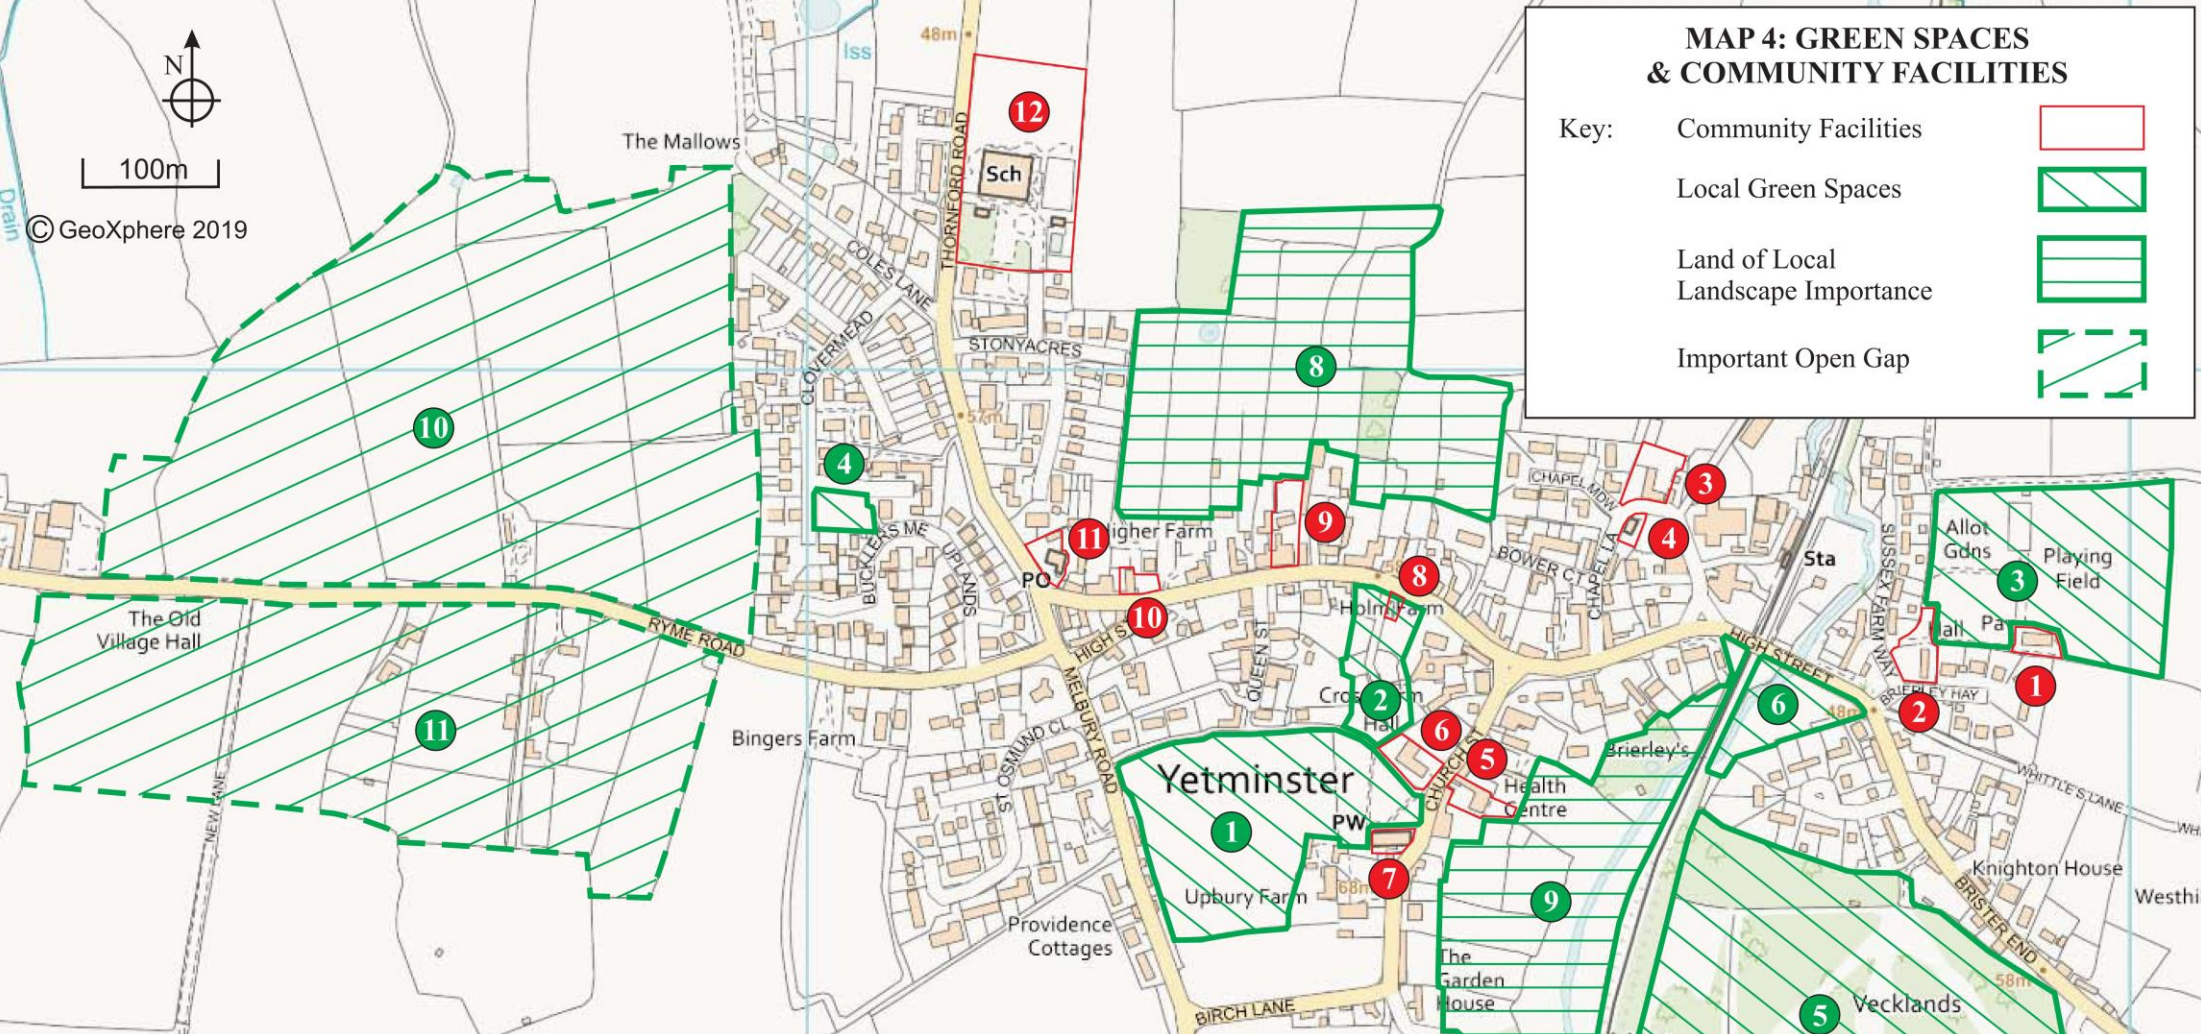 MAP 4: GREEN SPACES
& COMMUNITY FACILITIES
Key:
Community Facilities
Local Green Spaces
Land of Local
Landscape Importance
Important Open Gap
N
100m
© GeoXphere 2019
Drain
48m
Iss
The Mallows
12
Sch
THORNFORD ROAD
COLES LANE
CLOVERMEAD
STONYACRES
57m
8
10
4
BUCKLERS ME
UPLANDS
11
Higher Farm
PO
10
HIGH S
9
8
Holm Farm
CHAPEL MDW
3
4
BOWER CT
CHAPEL LA
Sta
SUSSEX FARM WAY
Allot
Gdns
Playing
Field
3
Hall
Pa
1
2
BRIERLEY HAY
HIGH STREET
6
48m
The Old
Village Hall
RYME ROAD
11
NEW LANE
Bingers Farm
ST OSMUND CL
MELBURY ROAD
QUEEN ST
2
Hall
6
5
CHURCH ST
Health
Centre
Brierley's
WHITTLE'S LANE
WH
Yetminster
1
PW
7
68m
Upbury Farm
Providence
Cottages
9
The
Garden
House
BIRCH LANE
Knighton House
Westhi
BRISTER END
58m
5
Vecklands